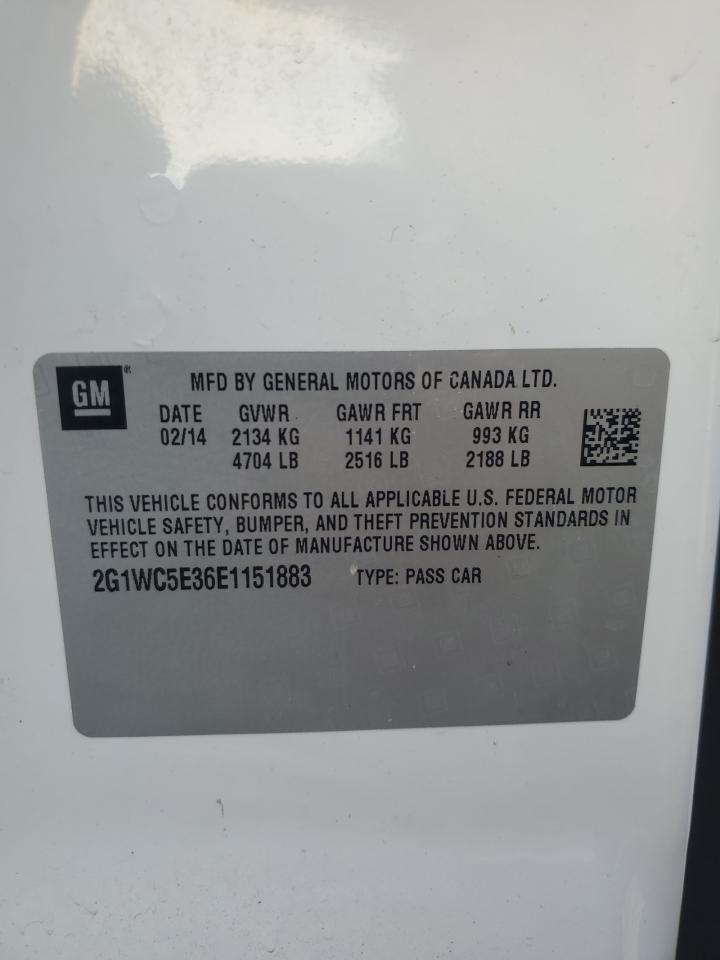 GM®
MFD BY GENERAL MOTORS OF CANADA LTD.
DATE GVWR GAWR FRT GAWR RR
02/14 2134 KG 1141 KG 993 KG
4704 LB 2516 LB 2188 LB
THIS VEHICLE CONFORMS TO ALL APPLICABLE U.S. FEDERAL MOTOR
VEHICLE SAFETY, BUMPER, AND THEFT PREVENTION STANDARDS IN
EFFECT ON THE DATE OF MANUFACTURE SHOWN ABOVE.
2G1WC5E36E1151883 TYPE: PASS CAR